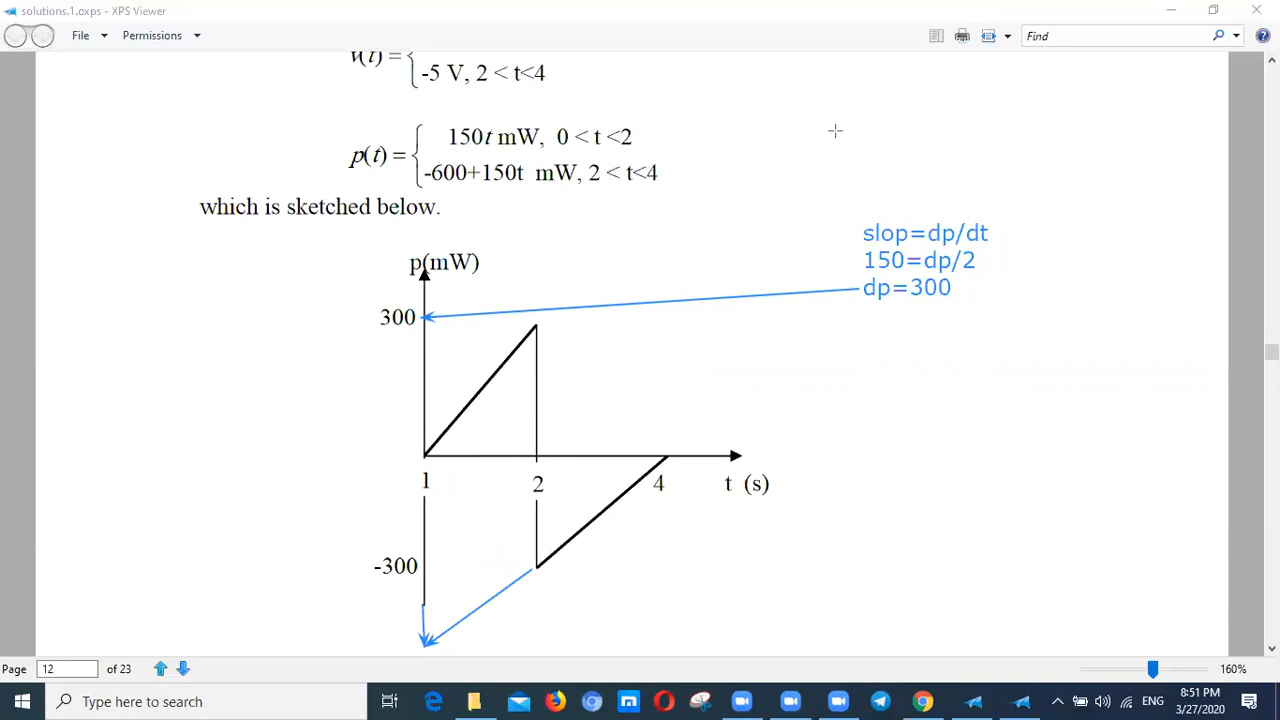 solutions.1.oxps - XPS Viewer
File Permissions Find
v(t) =
-5 V, 2 < t<4
150t mW, 0 < t <2
p(t) =
-600+150t mW, 2 < t<4
which is sketched below.
slop=dp/dt
150=dp/2
dp=300
p(mW)
300
1 2 4 t (s)
-300
Page 12 of 23 160%
Type here to search
ENG
8:51 PM
3/27/2020